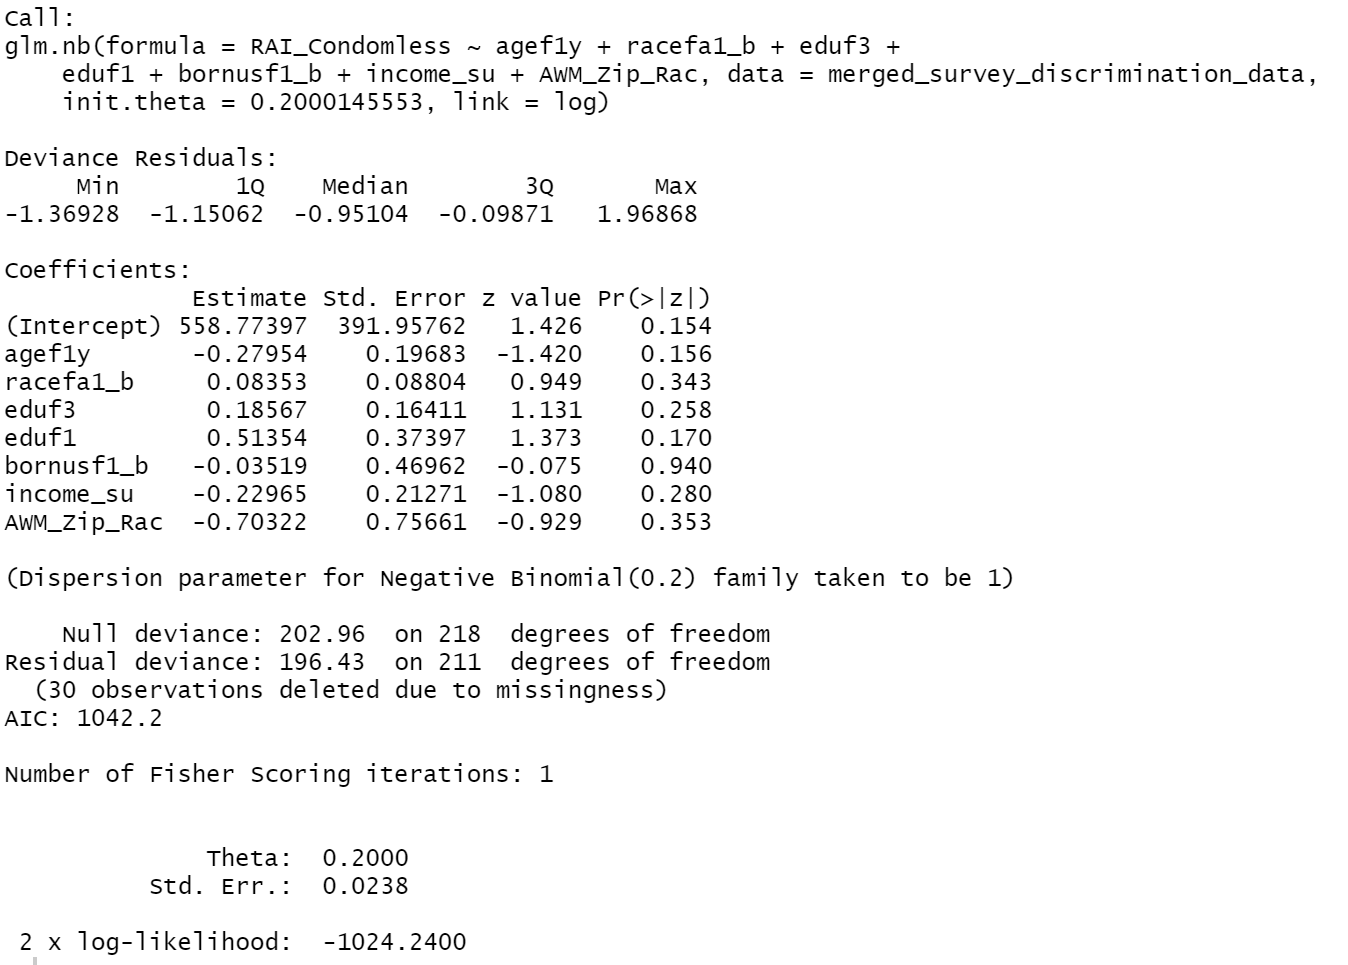 Call:
glm.nb(formula = RAI_Condomless ~ agef1y + racefa1_b + eduf3 +
    eduf1 + bornusf1_b + income_su + AWM_Zip_Rac, data = merged_survey_discrimination_data,
    init.theta = 0.2000145553, link = log)

Deviance Residuals:
     Min        1Q    Median        3Q       Max
-1.36928  -1.15062  -0.95104  -0.09871   1.96868

Coefficients:
             Estimate Std. Error z value Pr(>|z|)
(Intercept) 558.77397  391.95762   1.426    0.154
agef1y       -0.27954    0.19683  -1.420    0.156
racefa1_b     0.08353    0.08804   0.949    0.343
eduf3         0.18567    0.16411   1.131    0.258
eduf1         0.51354    0.37397   1.373    0.170
bornusf1_b   -0.03519    0.46962  -0.075    0.940
income_su    -0.22965    0.21271  -1.080    0.280
AWM_Zip_Rac  -0.70322    0.75661  -0.929    0.353

(Dispersion parameter for Negative Binomial(0.2) family taken to be 1)

    Null deviance: 202.96  on 218  degrees of freedom
Residual deviance: 196.43  on 211  degrees of freedom
  (30 observations deleted due to missingness)
AIC: 1042.2

Number of Fisher Scoring iterations: 1


              Theta:  0.2000
          Std. Err.:  0.0238

 2 x log-likelihood:  -1024.2400